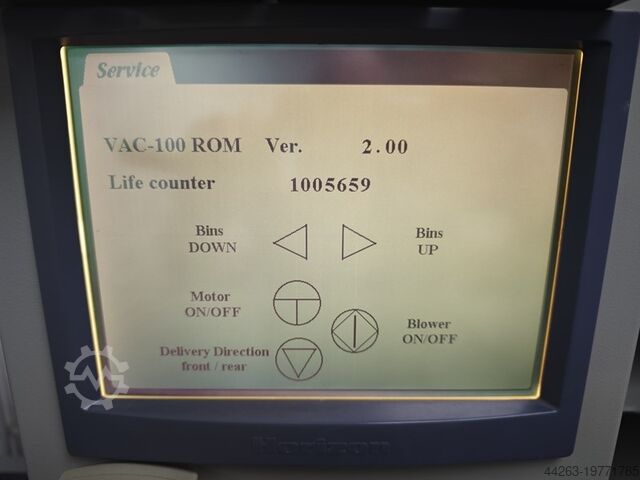 Service
VAC-100 ROM Ver. 2.00
Life counter 1005659
Bins
DOWN
Bins
UP
Motor
ON/OFF
Blower
ON/OFF
Delivery Direction
front / rear
Horizon
44263-19771765